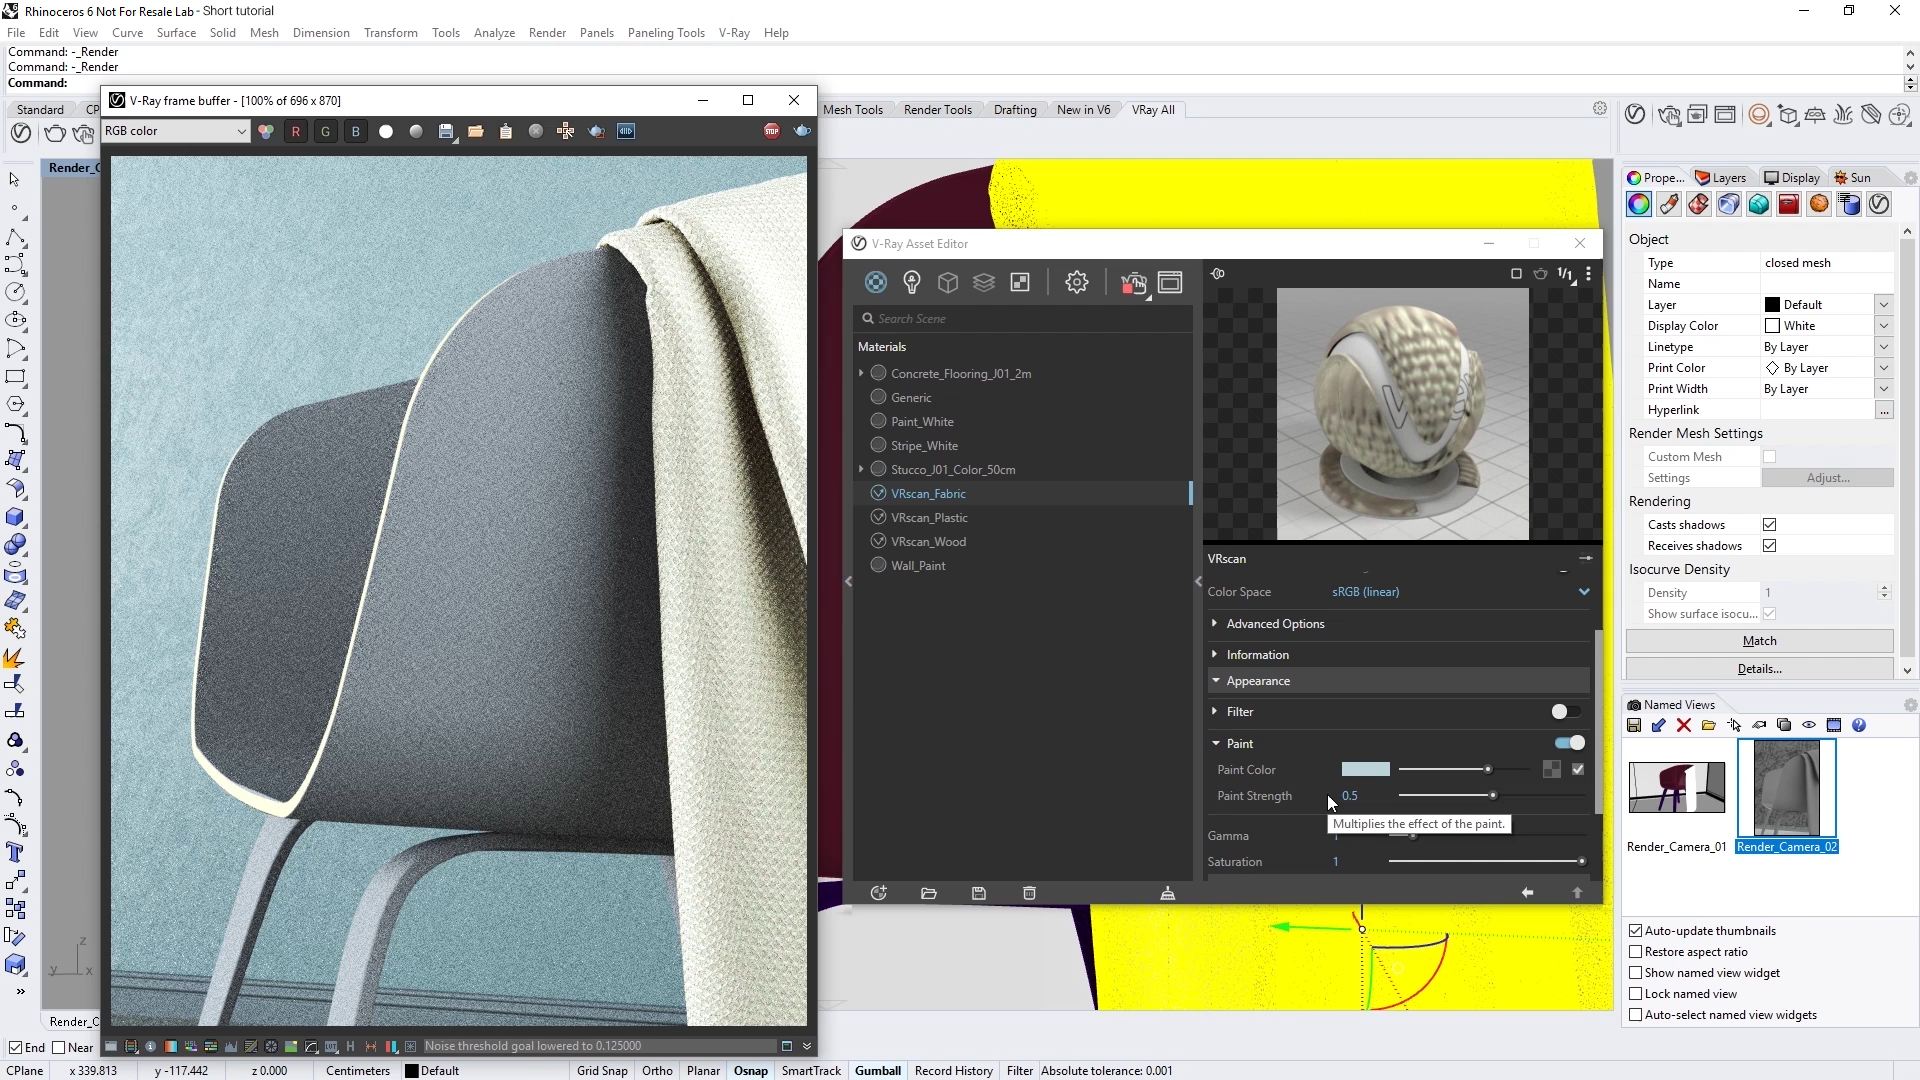 Rhinoceros 6 Not For Resale Lab - Short tutorial
File Edit View Curve Surface Solid Mesh Dimension Transform Tools Analyze Render Panels Paneling Tools V-Ray Help
Command: -_Render
Command: -_Render
Command:
V-Ray frame buffer - [100% of 696 x 870]
Standard CP Mesh Tools Render Tools Drafting New in V6 VRay All
RGB color R G B STOP
Render_C
Prope... Layers Display Sun
Object
Type closed mesh
Name
Layer Default
Display Color White
Linetype By Layer
Print Color By Layer
Print Width By Layer
Hyperlink ...
Render Mesh Settings
Custom Mesh
Settings Adjust...
Rendering
Casts shadows
Receives shadows
Isocurve Density
Density 1
Show surface isocu...
Match
Details...
V-Ray Asset Editor
1/1
Search Scene
Materials
Concrete_Flooring_J01_2m
Generic
Paint_White
Stripe_White
Stucco_J01_Color_50cm
VRscan_Fabric
VRscan_Plastic
VRscan_Wood
Wall_Paint
VRscan
Color Space sRGB (linear)
Advanced Options
Information
Appearance
Filter
Paint
Paint Color
Paint Strength 0.5
Multiplies the effect of the paint.
Gamma
Saturation 1
Named Views
Render_Camera_01 Render_Camera_02
Auto-update thumbnails
Restore aspect ratio
Show named view widget
Lock named view
Auto-select named view widgets
z
y x
Render_C
End Near
Noise threshold goal lowered to 0.125000
CPlane x 339.813 y -117.442 z 0.000 Centimeters Default Grid Snap Ortho Planar Osnap SmartTrack Gumball Record History Filter Absolute tolerance: 0.001